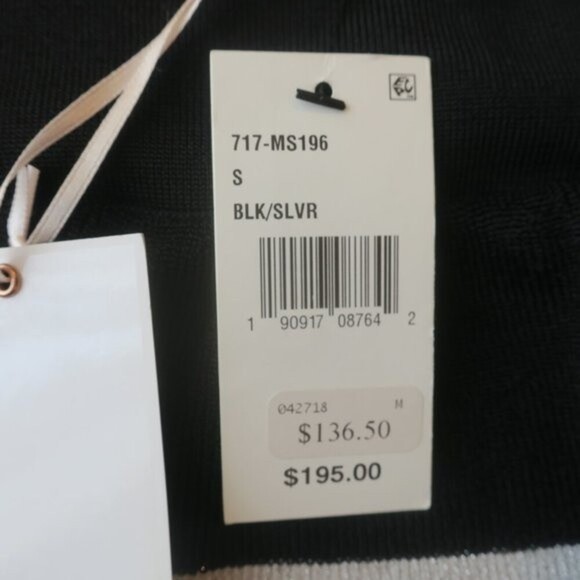 717-MS196
S
BLK/SLVR
1 90917 08764 2
042718 M
$136.50
$195.00